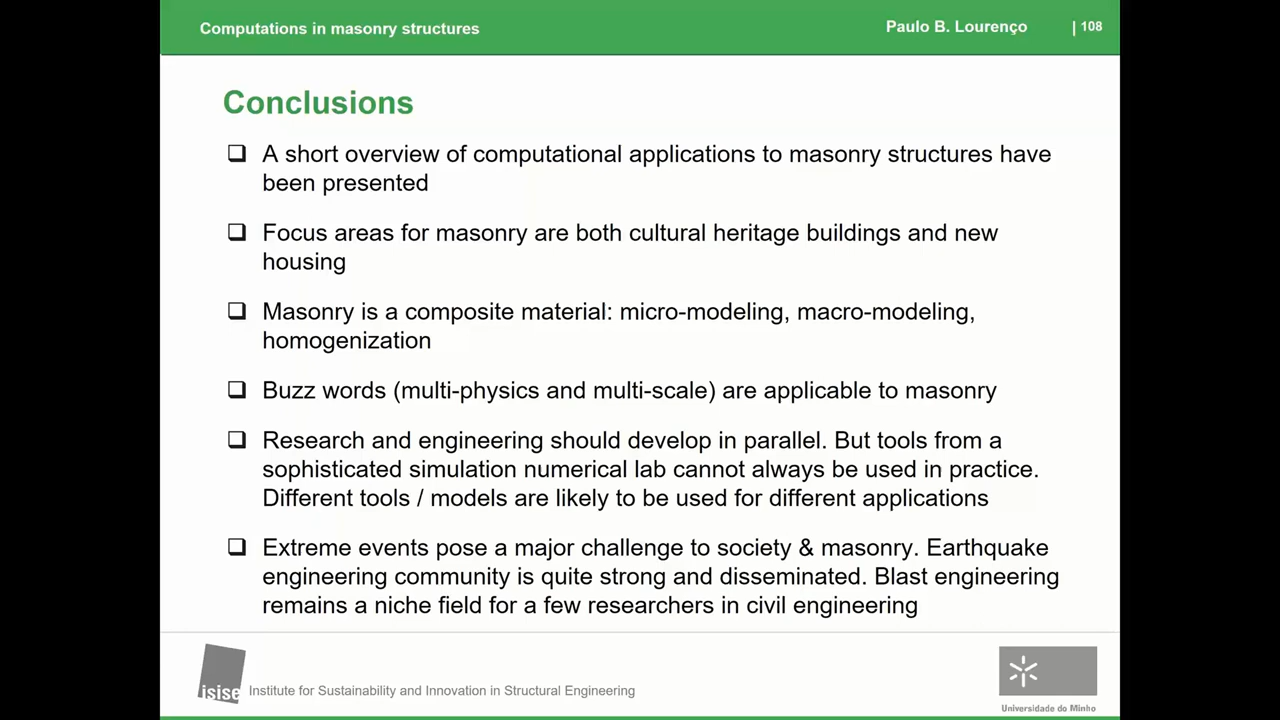 Computations in masonry structures
Paulo B. Lourenço
| 108
Conclusions
❑ A short overview of computational applications to masonry structures have
been presented
❑ Focus areas for masonry are both cultural heritage buildings and new
housing
❑ Masonry is a composite material: micro-modeling, macro-modeling,
homogenization
❑ Buzz words (multi-physics and multi-scale) are applicable to masonry
❑ Research and engineering should develop in parallel. But tools from a
sophisticated simulation numerical lab cannot always be used in practice.
Different tools / models are likely to be used for different applications
❑ Extreme events pose a major challenge to society & masonry. Earthquake
engineering community is quite strong and disseminated. Blast engineering
remains a niche field for a few researchers in civil engineering
isise
Institute for Sustainability and Innovation in Structural Engineering
Universidade do Minho